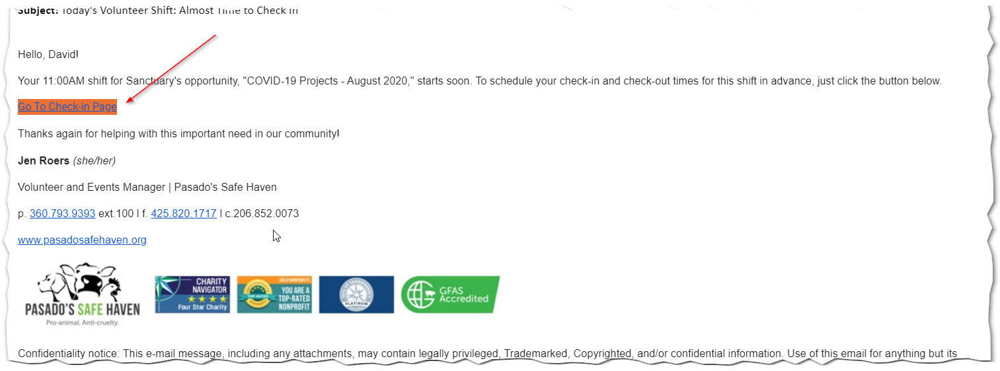 Subject: Today's Volunteer Shift: Almost Time to Check In
Hello, David!
Your 11:00AM shift for Sanctuary's opportunity, "COVID-19 Projects - August 2020," starts soon. To schedule your check-in and check-out times for this shift in advance, just click the button below.
Go To Check-in Page
Thanks again for helping with this important need in our community!
Jen Roers (she/her)
Volunteer and Events Manager | Pasado's Safe Haven
p. 360.793.9393 ext.100 l f. 425.820.1717 l c.206.852.0073
www.pasadosafehaven.org
PASADO'S SAFE HAVEN
Pro-animal. Anti-cruelty.
CHARITY
NAVIGATOR
Four Star Charity
GREATNONPROFITS
TOP-RATED
YOU ARE A
TOP-RATED
NONPROFIT
PLATINUM
GFAS
Accredited
Confidentiality notice: This e-mail message, including any attachments, may contain legally privileged, Trademarked, Copyrighted, and/or confidential information. Use of this email for anything but its